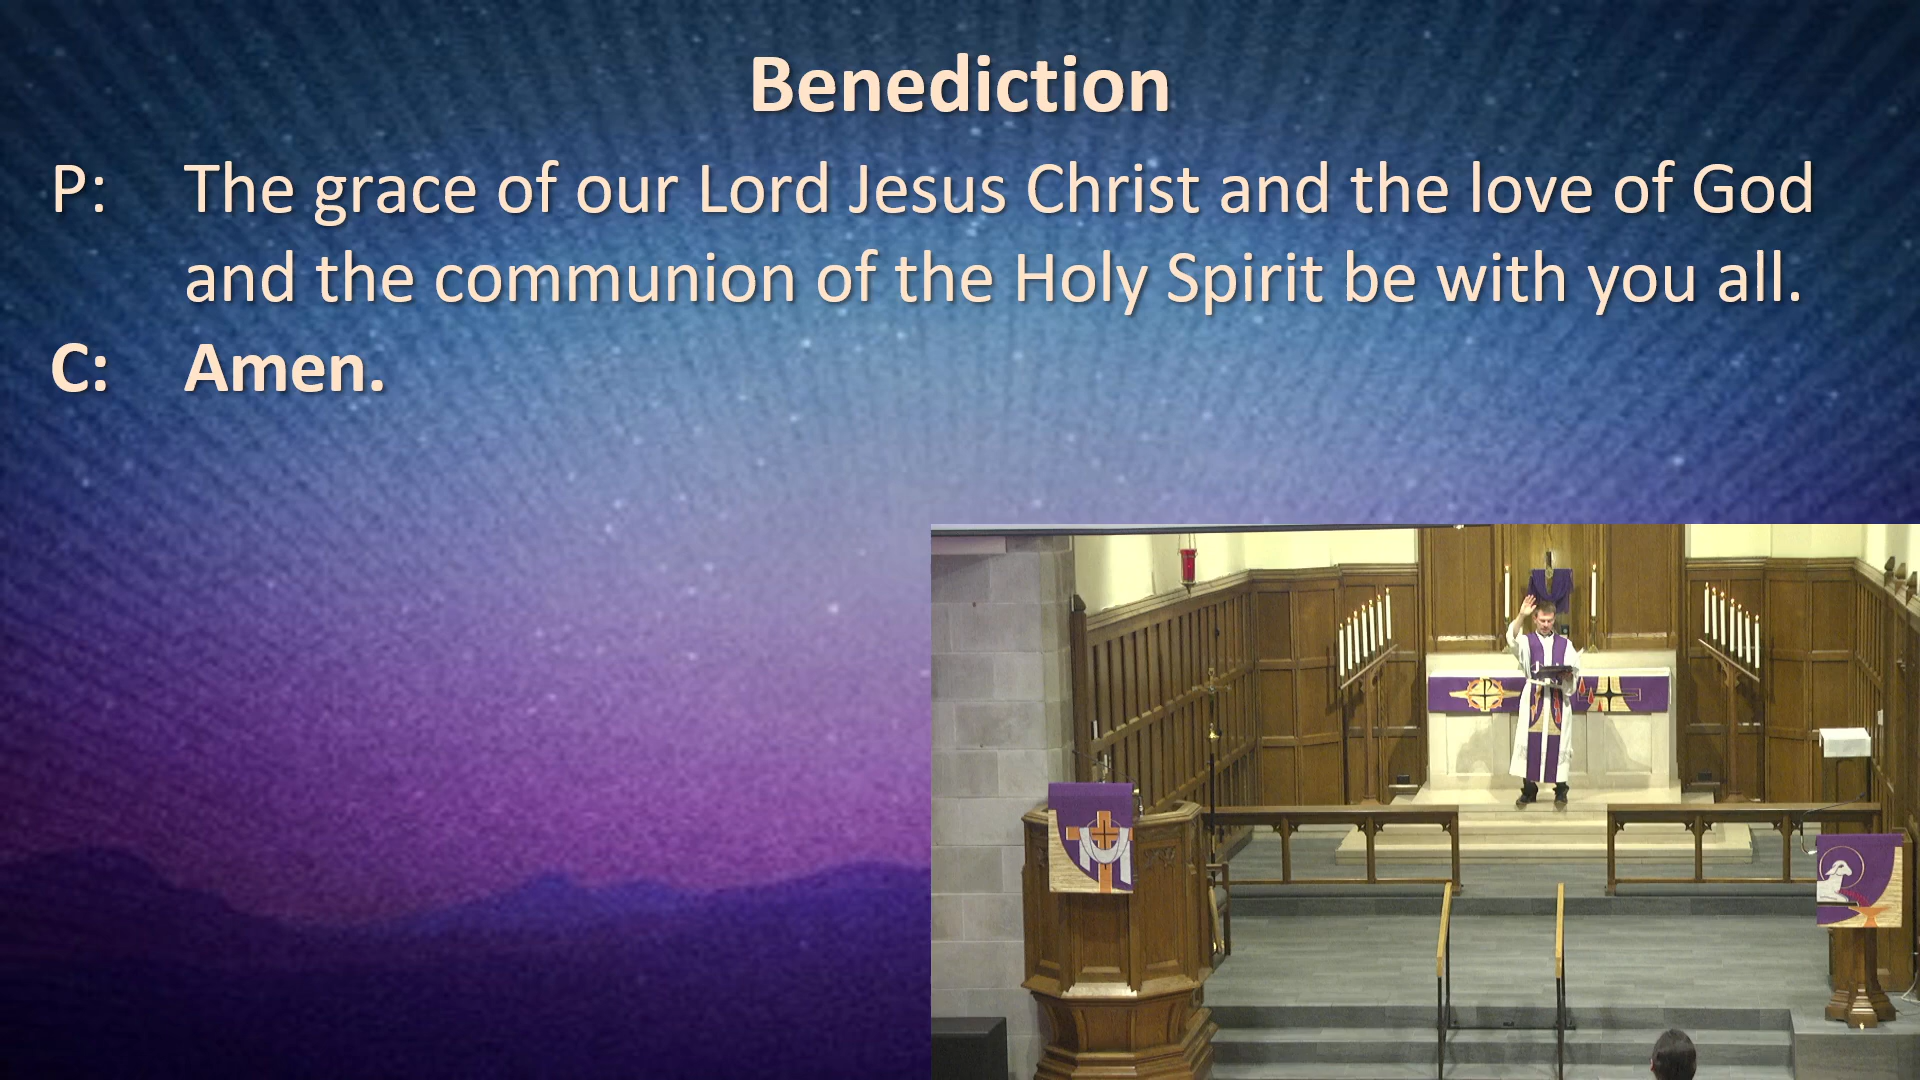 Benediction
P: The grace of our Lord Jesus Christ and the love of God
and the communion of the Holy Spirit be with you all.
C: Amen.